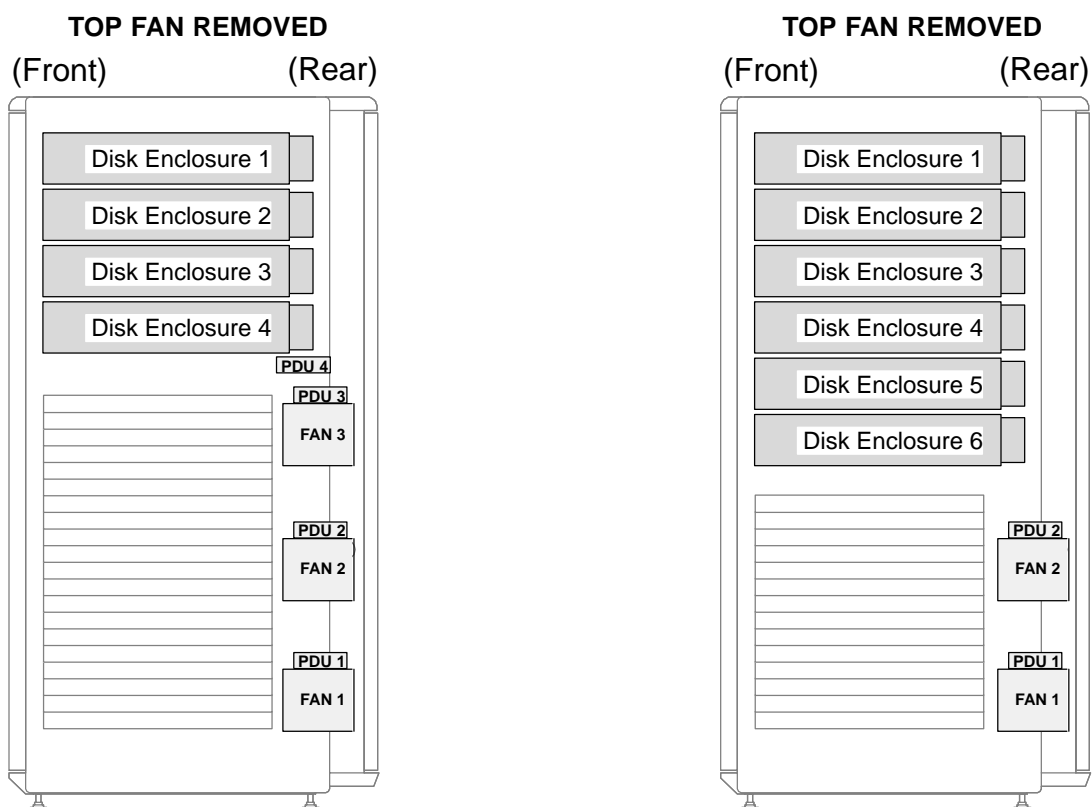 TOP FAN REMOVED
(Front) (Rear)
Disk Enclosure 1
Disk Enclosure 2
Disk Enclosure 3
Disk Enclosure 4
PDU 4
PDU 3
FAN 3
PDU 2
FAN 2
PDU 1
FAN 1
TOP FAN REMOVED
(Front) (Rear)
Disk Enclosure 1
Disk Enclosure 2
Disk Enclosure 3
Disk Enclosure 4
Disk Enclosure 5
Disk Enclosure 6
PDU 2
FAN 2
PDU 1
FAN 1